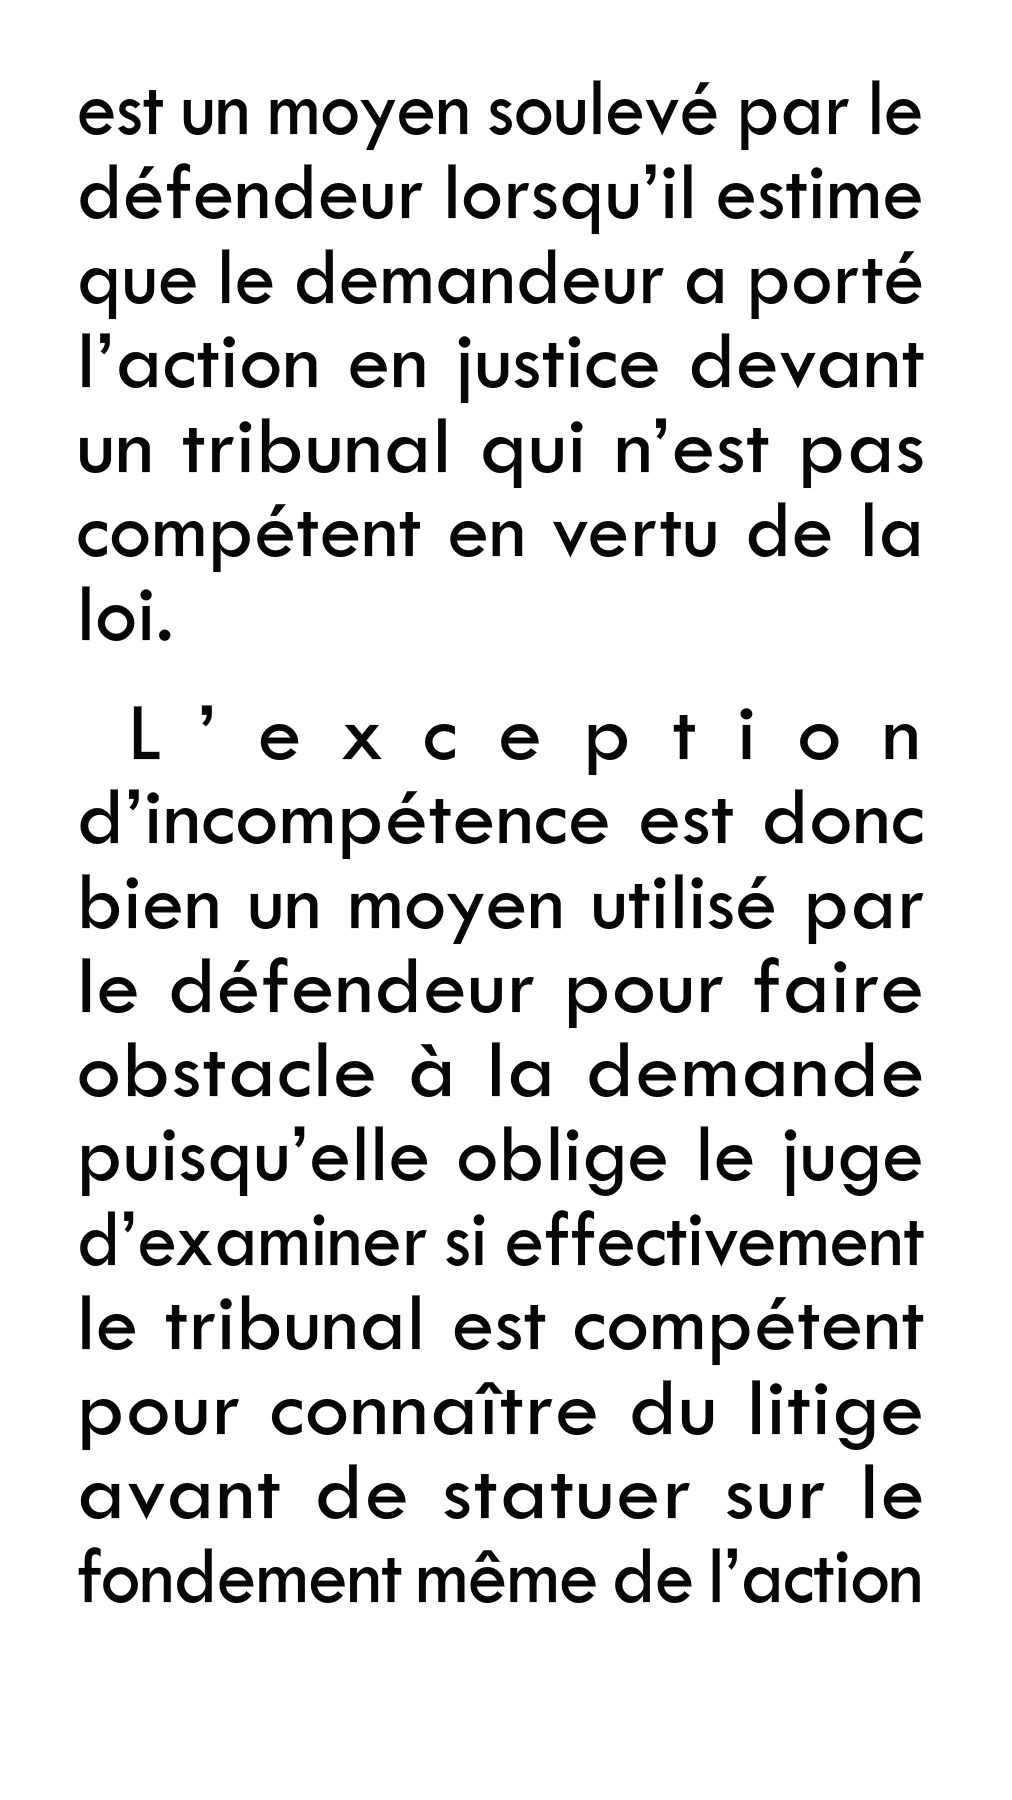 est un moyen soulevé par le
défendeur lorsqu’il estime
que le demandeur a porté
l’action en justice devant
un tribunal qui n’est pas
compétent en vertu de la
loi.
L’exception
d’incompétence est donc
bien un moyen utilisé par
le défendeur pour faire
obstacle à la demande
puisqu’elle oblige le juge
d’examiner si effectivement
le tribunal est compétent
pour connaître du litige
avant de statuer sur le
fondement même de l’action